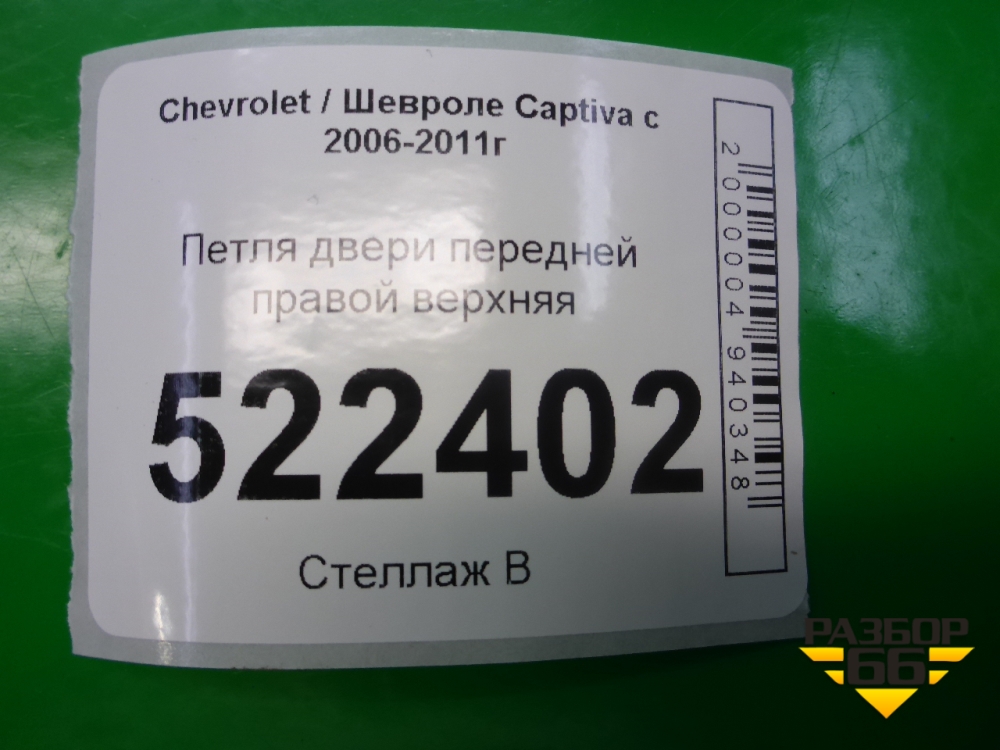 Chevrolet / Шевроле Captiva с
2006-2011г
Петля двери передней
правой верхняя
522402
Стеллаж В
2000004940348
РАЗБОР
66